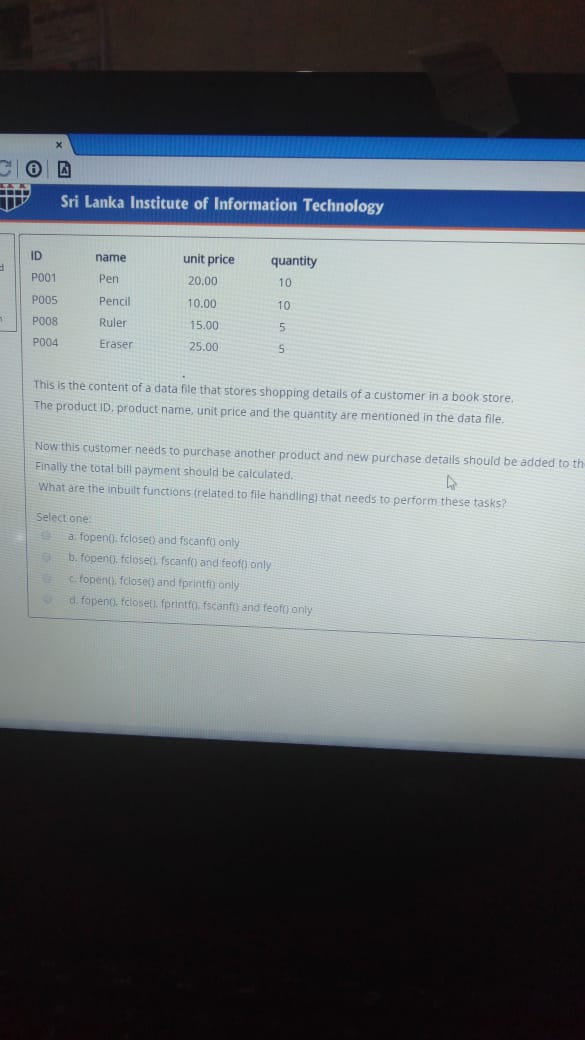 x
Sri Lanka Institute of Information Technology
ID name unit price quantity
P001 Pen 20.00 10
P005 Pencil 10.00 10
P008 Ruler 15.00 5
P004 Eraser 25.00 5
This is the content of a data file that stores shopping details of a customer in a book store.
The product ID, product name, unit price and the quantity are mentioned in the data file.
Now this customer needs to purchase another product and new purchase details should be added to th
Finally the total bill payment should be calculated.
What are the inbuilt functions (related to file handling) that needs to perform these tasks?
Select one:
a. fopen(), fclose() and fscanf() only
b. fopen(), fclose(), fscanf() and feof() only
c. fopen(), fclose() and fprintf() only
d. fopen(), fclose(), fprintf(), fscanf() and feof() only